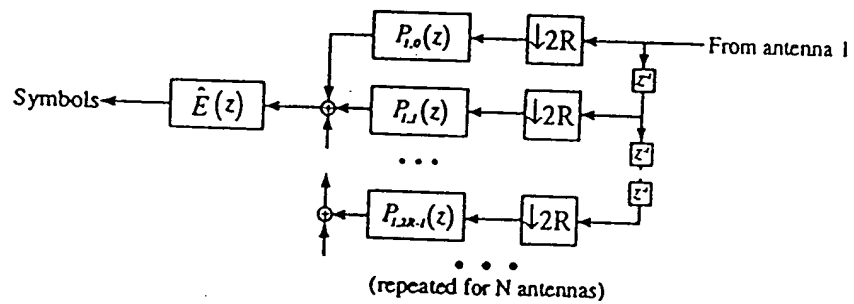 P₁,₀(z) ↓2R From antenna 1
z⁻¹
Symbols Ê(z) P₁,₁(z) ↓2R
z⁻¹
• • •
z⁻¹
P₁,₂R₋₁(z) ↓2R
• • •
(repeated for N antennas)